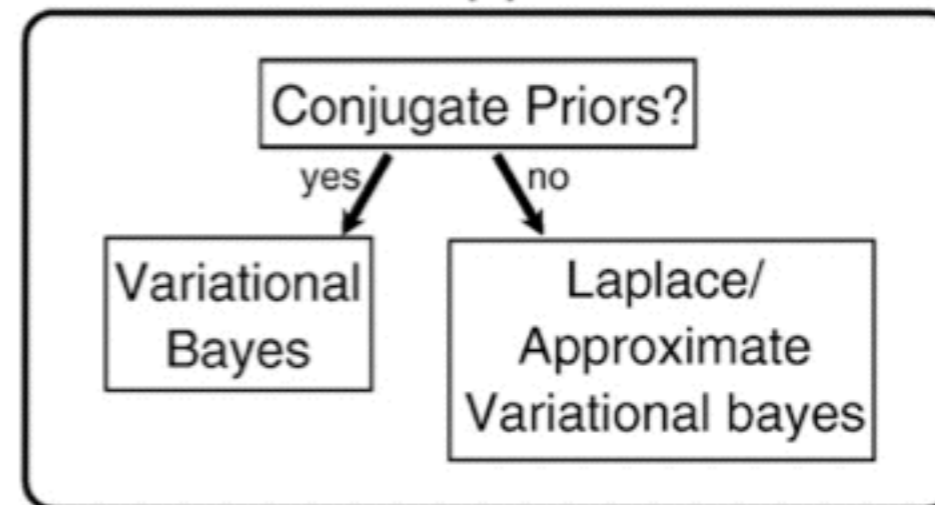 Conjugate Priors?
yes
no
Variational
Bayes
Laplace/
Approximate
Variational bayes